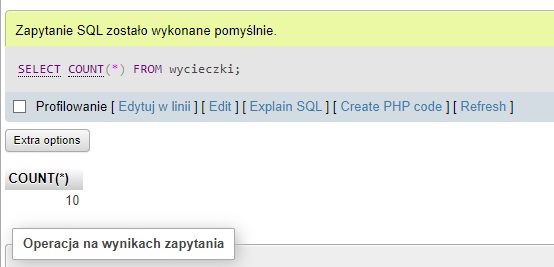 Zapytanie SQL zostało wykonane pomyślnie.
SELECT COUNT(*) FROM wycieczki;
Profilowanie [ Edytuj w linii ] [ Edit ] [ Explain SQL ] [ Create PHP code ] [ Refresh ]
Extra options
COUNT(*)
10
Operacja na wynikach zapytania